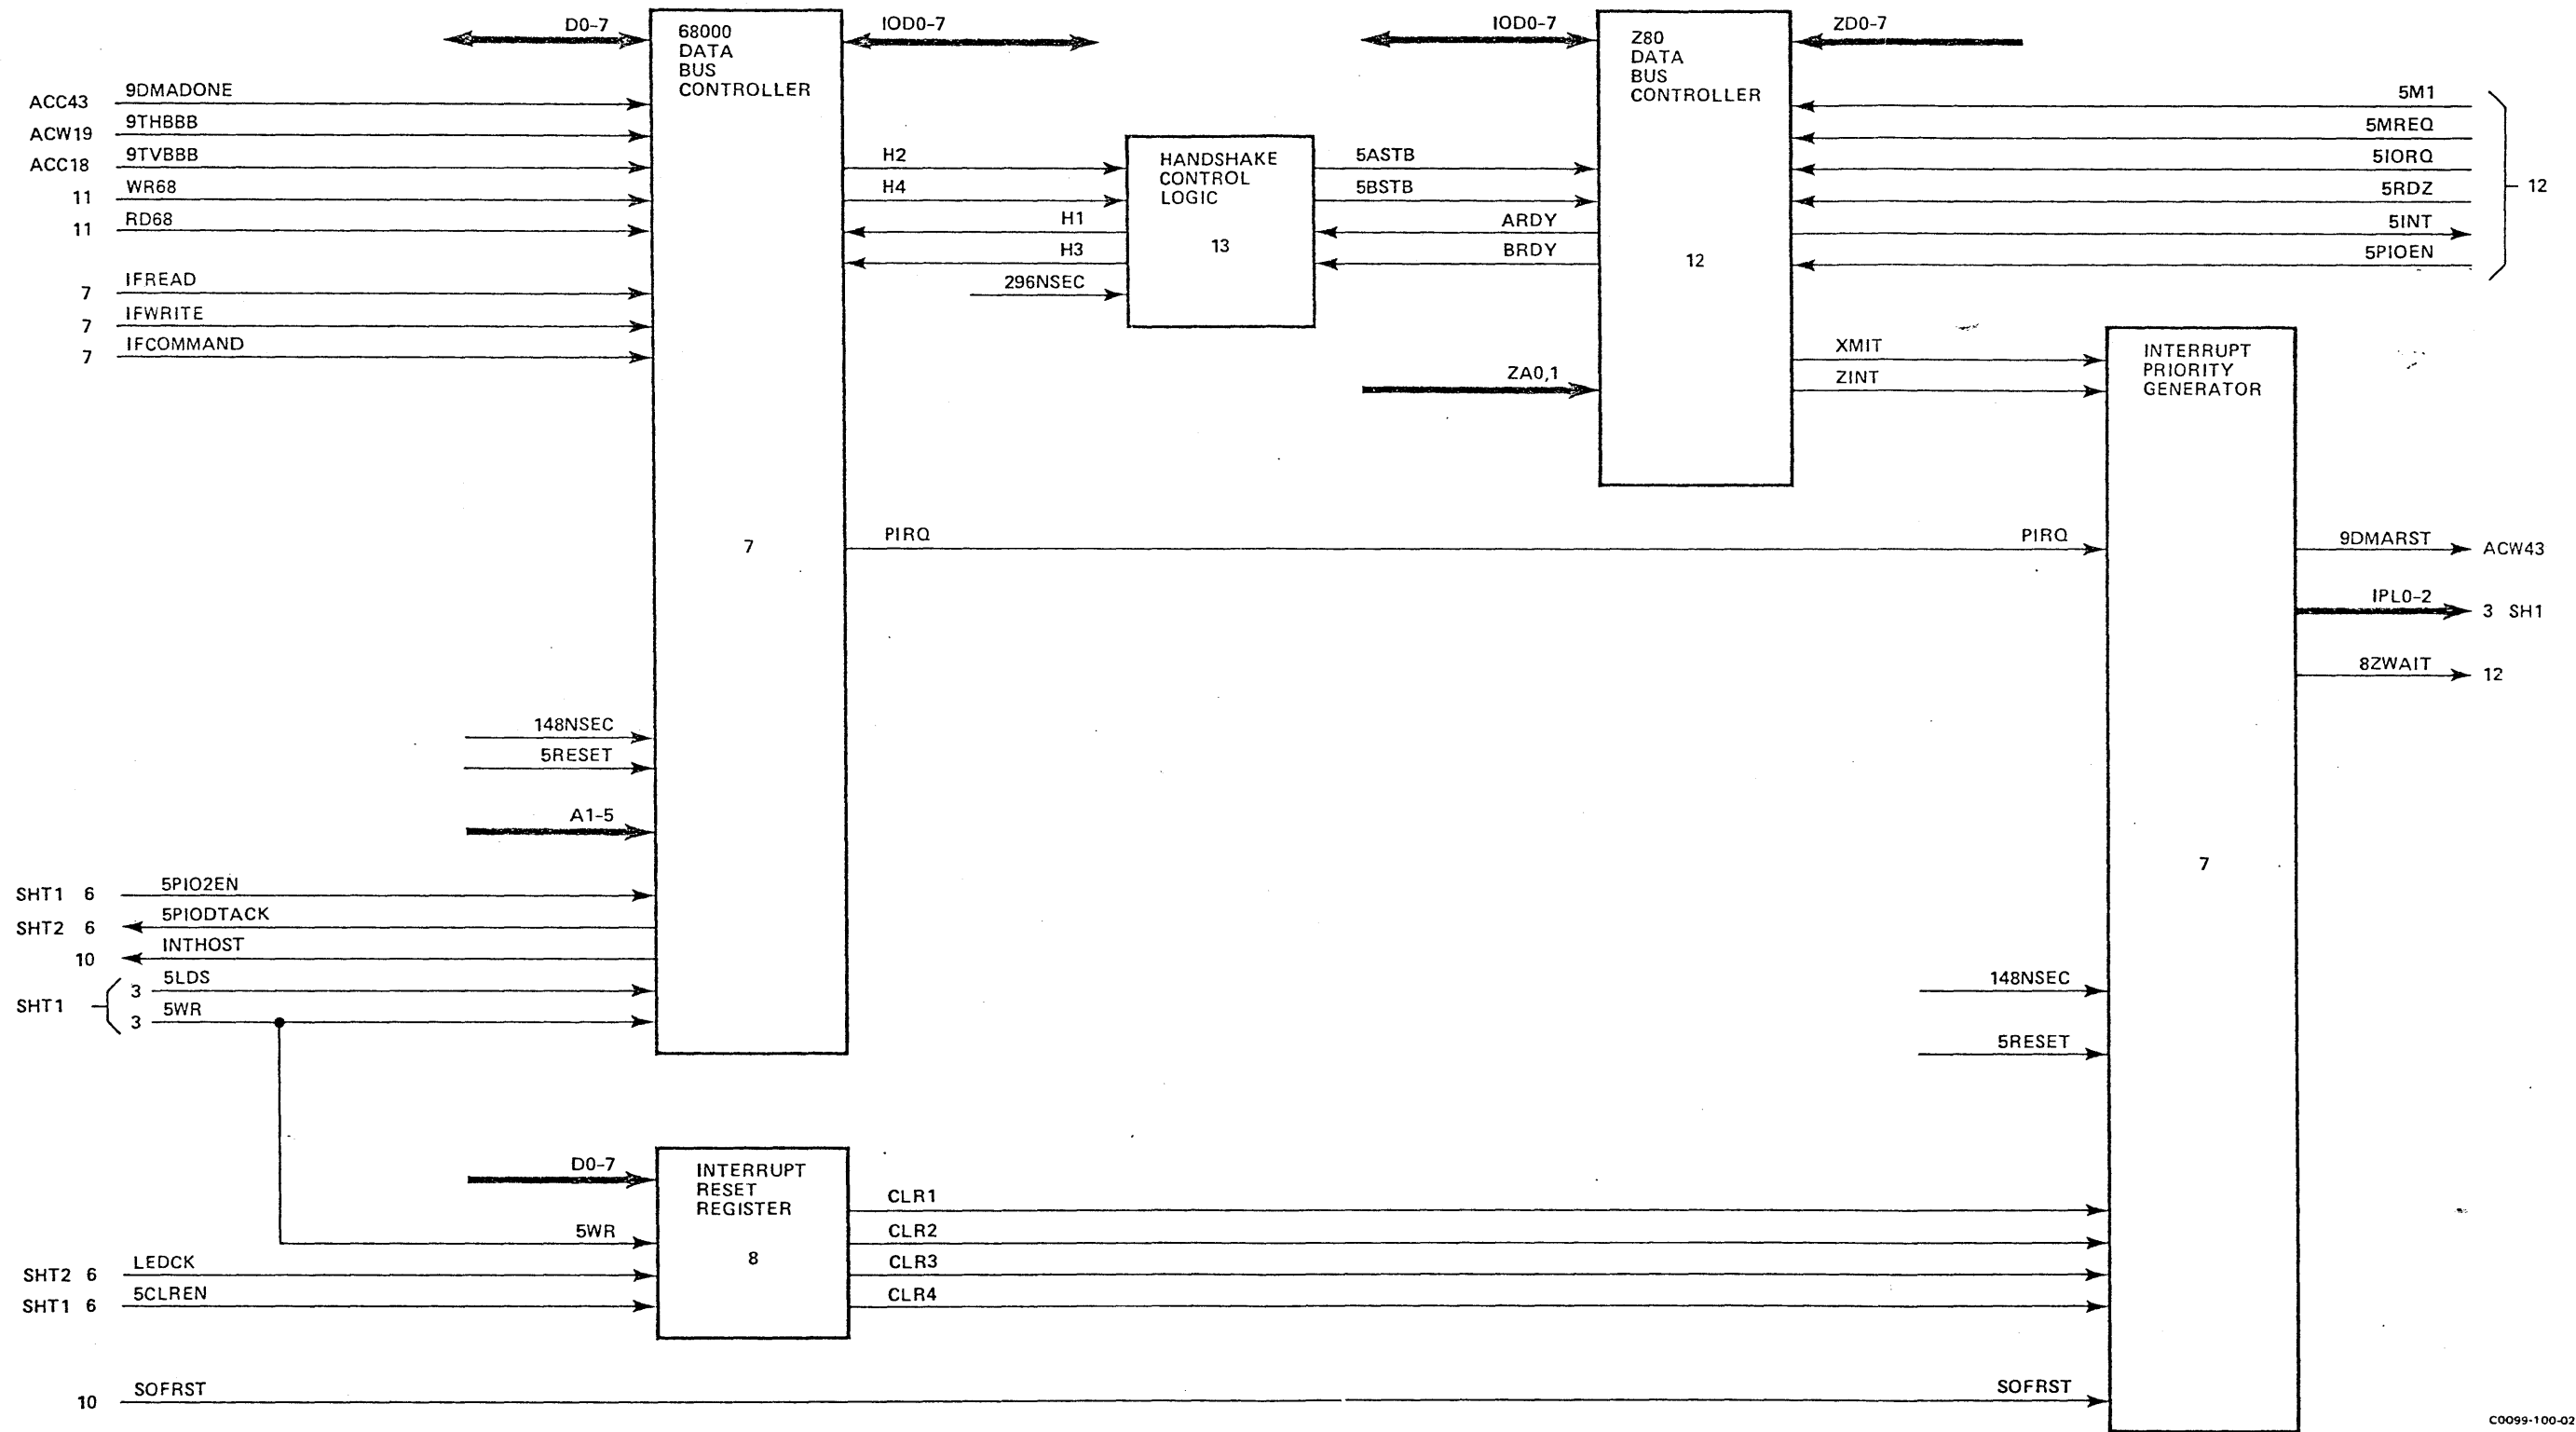 D0-7
68000
DATA
BUS
CONTROLLER
IOD0-7
IOD0-7
Z80
DATA
BUS
CONTROLLER
ZD0-7
ACC43 9DMADONE
ACW19 9THBBB
ACC18 9TVBBB
11 WR68
11 RD68
7 IFREAD
7 IFWRITE
7 IFCOMMAND
H2
H4
H1
H3
296NSEC
HANDSHAKE
CONTROL
LOGIC
13
5ASTB
5BSTB
ARDY
BRDY
ZA0,1
12
5M1
5MREQ
5IORQ
5RDZ
5INT
5PIOEN
12
XMIT
ZINT
INTERRUPT
PRIORITY
GENERATOR
7
PIRQ
PIRQ
9DMARST ACW43
IPL0-2 3 SH1
8ZWAIT 12
148NSEC
5RESET
A1-5
SHT1 6 5PIO2EN
SHT2 6 5PIODTACK
10 INTHOST
SHT1
3 5LDS
3 5WR
7
148NSEC
5RESET
D0-7
INTERRUPT
RESET
REGISTER
8
5WR
SHT2 6 LEDCK
SHT1 6 5CLREN
CLR1
CLR2
CLR3
CLR4
10 SOFRST
SOFRST
C0099-100-02